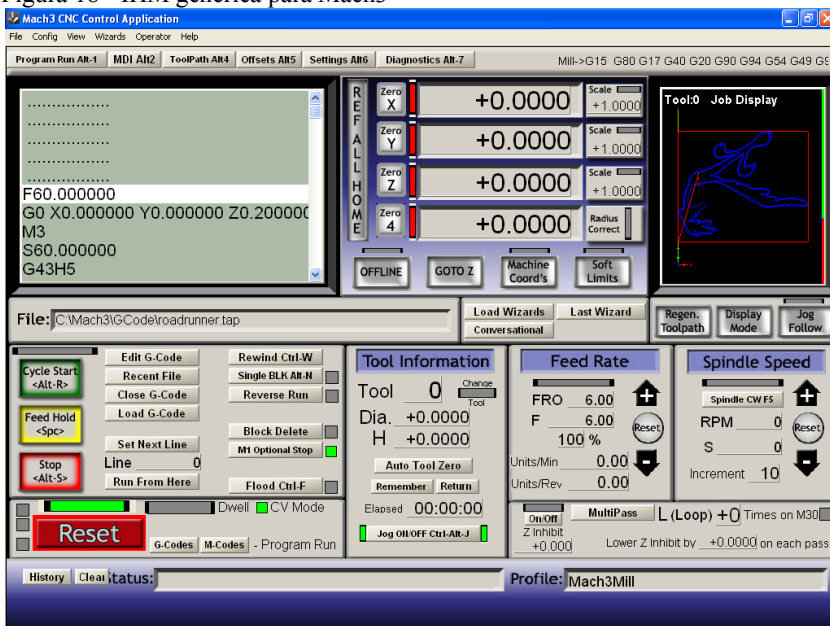 Figura 18 - IHM genérica para Mach3
Mach3 CNC Control Application
File Config View Wizards Operator Help
Program Run Alt-1 MDI Alt2 ToolPath Alt4 Offsets Alt5 Settings Alt6 Diagnostics Alt-7 Mill->G15 G80 G17 G40 G20 G90 G94 G54 G49
.................
.................
.................
.................
.................
F60.000000
G0 X0.000000 Y0.000000 Z0.200000
M3
S60.000000
G43H5
REF ALL HOME
Zero X +0.0000 Scale +1.0000
Zero Y +0.0000 Scale +1.0000
Zero Z +0.0000 Scale +1.0000
Zero 4 +0.0000 Radius Correct
OFFLINE GOTO Z Machine Coord's Soft Limits
Tool:0 Job Display
File: C:\Mach3\GCode\roadrunner.tap
Load Wizards Last Wizard
Conversational
Regen. Toolpath Display Mode Jog Follow
Cycle Start <Alt-R>
Feed Hold <Spc>
Stop <Alt-S>
Edit G-Code Rewind Ctrl-W
Recent File Single BLK Alt-N
Close G-Code Reverse Run
Load G-Code
Block Delete
Set Next Line M1 Optional Stop
Line 0
Run From Here Flood Ctrl-F
Dwell CV Mode
Reset
G-Codes M-Codes - Program Run
Tool Information
Tool 0 Change Tool
Dia. +0.0000
H +0.0000
Auto Tool Zero
Remember Return
Elapsed 00:00:00
Jog ON/OFF Ctrl-Alt-J
Feed Rate
FRO 6.00
F 6.00
100 %
Reset
Units/Min 0.00
Units/Rev 0.00
Spindle Speed
Spindle CW F5
RPM 0
S 0
Reset
Increment 10
On/Off MultiPass L (Loop) +0 Times on M30
Z Inhibit
+0.000 Lower Z Inhibit by +0.0000 on each pass
History Clear Status:
Profile: Mach3Mill